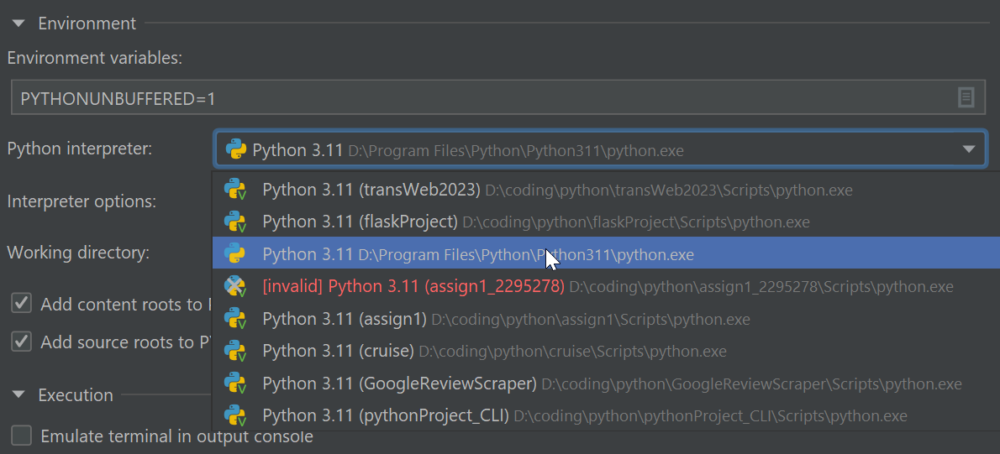 Environment
Environment variables:
PYTHONUNBUFFERED=1
Python interpreter:
Python 3.11 D:\Program Files\Python\Python311\python.exe
Python 3.11 (transWeb2023) D:\coding\python\transWeb2023\Scripts\python.exe
Interpreter options:
Python 3.11 (flaskProject) D:\coding\python\flaskProject\Scripts\python.exe
Working directory:
Python 3.11 D:\Program Files\Python\Python311\python.exe
[invalid] Python 3.11 (assign1_2295278) D:\coding\python\assign1_2295278\Scripts\python.exe
Add content roots to
Python 3.11 (assign1) D:\coding\python\assign1\Scripts\python.exe
Add source roots to
Python 3.11 (cruise) D:\coding\python\cruise\Scripts\python.exe
Execution
Python 3.11 (GoogleReviewScraper) D:\coding\python\GoogleReviewScraper\Scripts\python.exe
Python 3.11 (pythonProject_CLI) D:\coding\python\pythonProject_CLI\Scripts\python.exe
Emulate terminal in output console